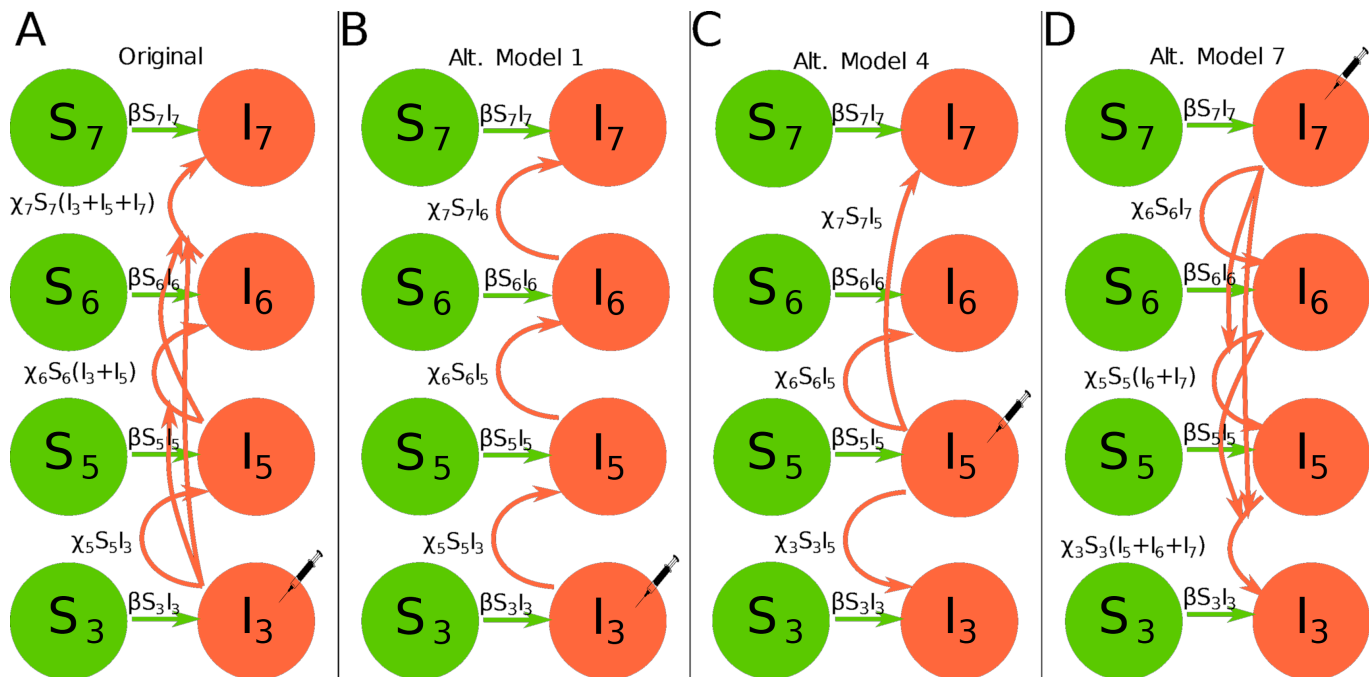 A
Original
S₇
βS₇I₇
I₇
χ₇S₇(I₃+I₅+I₇)
S₆
βS₆I₆
I₆
χ₆S₆(I₃+I₅)
S₅
βS₅I₅
I₅
χ₅S₅I₃
S₃
βS₃I₃
I₃
B
Alt. Model 1
S₇
βS₇I₇
I₇
χ₇S₇I₆
S₆
βS₆I₆
I₆
χ₆S₆I₅
S₅
βS₅I₅
I₅
χ₅S₅I₃
S₃
βS₃I₃
I₃
C
Alt. Model 4
S₇
βS₇I₇
I₇
χ₇S₇I₅
S₆
βS₆I₆
I₆
χ₆S₆I₅
S₅
βS₅I₅
I₅
χ₃S₃I₅
S₃
βS₃I₃
I₃
D
Alt. Model 7
S₇
βS₇I₇
I₇
χ₆S₆I₇
S₆
βS₆I₆
I₆
χ₅S₅(I₆+I₇)
S₅
βS₅I₅
I₅
χ₃S₃(I₅+I₆+I₇)
S₃
βS₃I₃
I₃